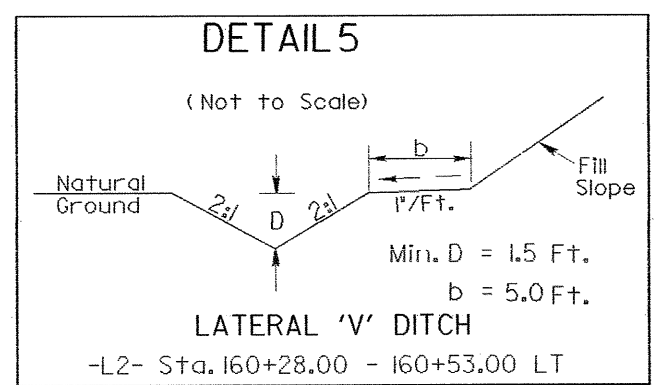 DETAIL 5
(Not to Scale)
b
Natural
Ground
2:1
D
2:1
1"/Ft.
Fill
Slope
Min. D = 1.5 Ft.
b = 5.0 Ft.
LATERAL 'V' DITCH
-L2- Sta. 160+28.00 - 160+53.00 LT